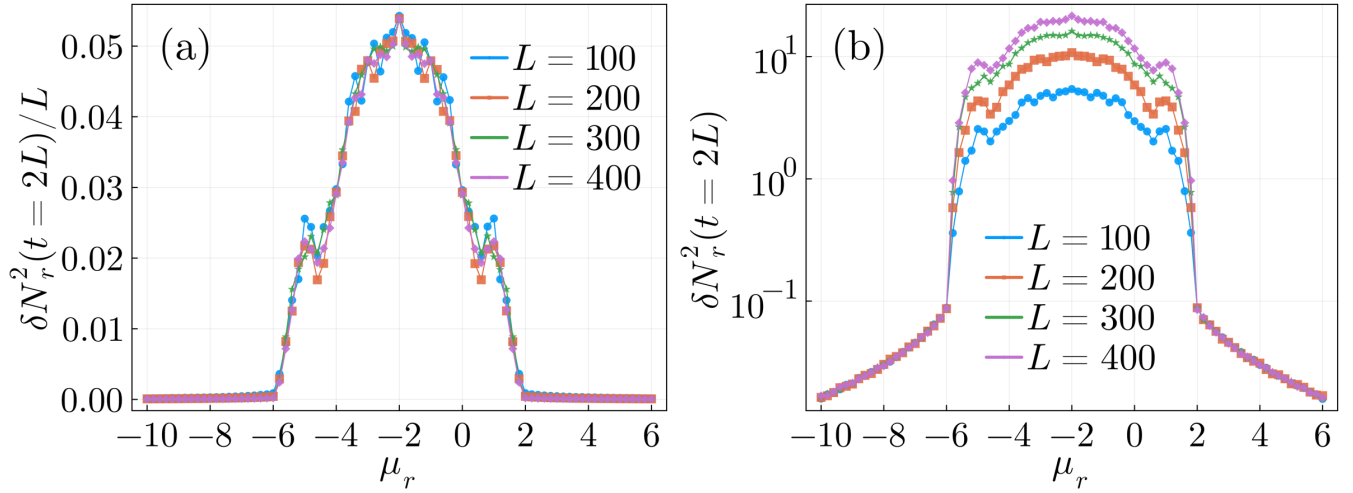 (a)
L = 100
L = 200
L = 300
L = 400
δN_r^2(t = 2L)/L
0.05
0.04
0.03
0.02
0.01
0.00
−10 −8 −6 −4 −2 0 2 4 6
μ_r
(b)
L = 100
L = 200
L = 300
L = 400
δN_r^2(t = 2L)
10^1
10^0
10^−1
−10 −8 −6 −4 −2 0 2 4 6
μ_r